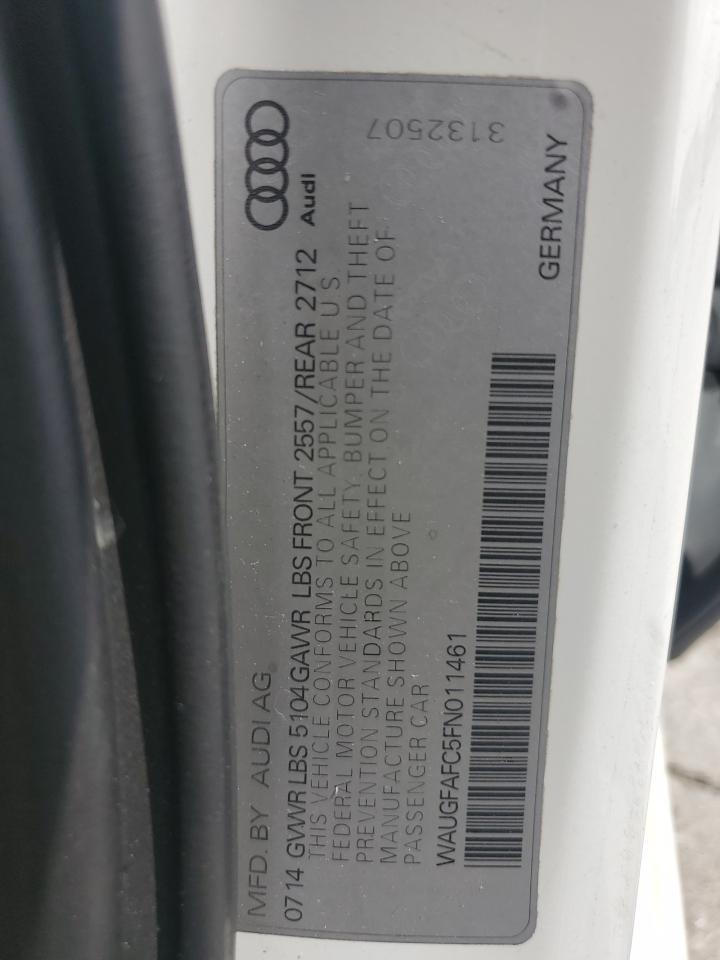 MFD. BY AUDI AG
0714 GVWR LBS 5104 GAWR LBS FRONT 2557/REAR 2712
THIS VEHICLE CONFORMS TO ALL APPLICABLE U.S.
FEDERAL MOTOR VEHICLE SAFETY, BUMPER AND THEFT
PREVENTION STANDARDS IN EFFECT ON THE DATE OF
MANUFACTURE SHOWN ABOVE
PASSENGER CAR
WAUGFAFC5FN011461
Audi
GERMANY
3132507